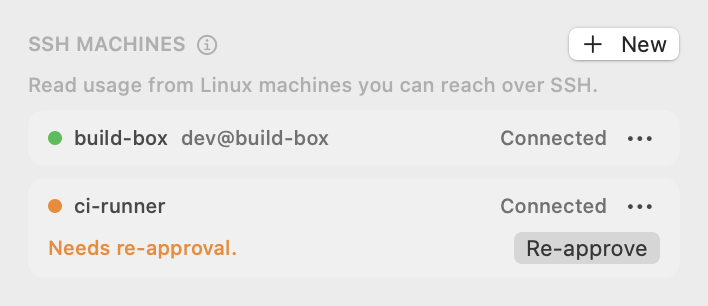 SSH MACHINES
+ New
Read usage from Linux machines you can reach over SSH.
build-box dev@build-box Connected ...
ci-runner Connected ...
Needs re-approval. Re-approve